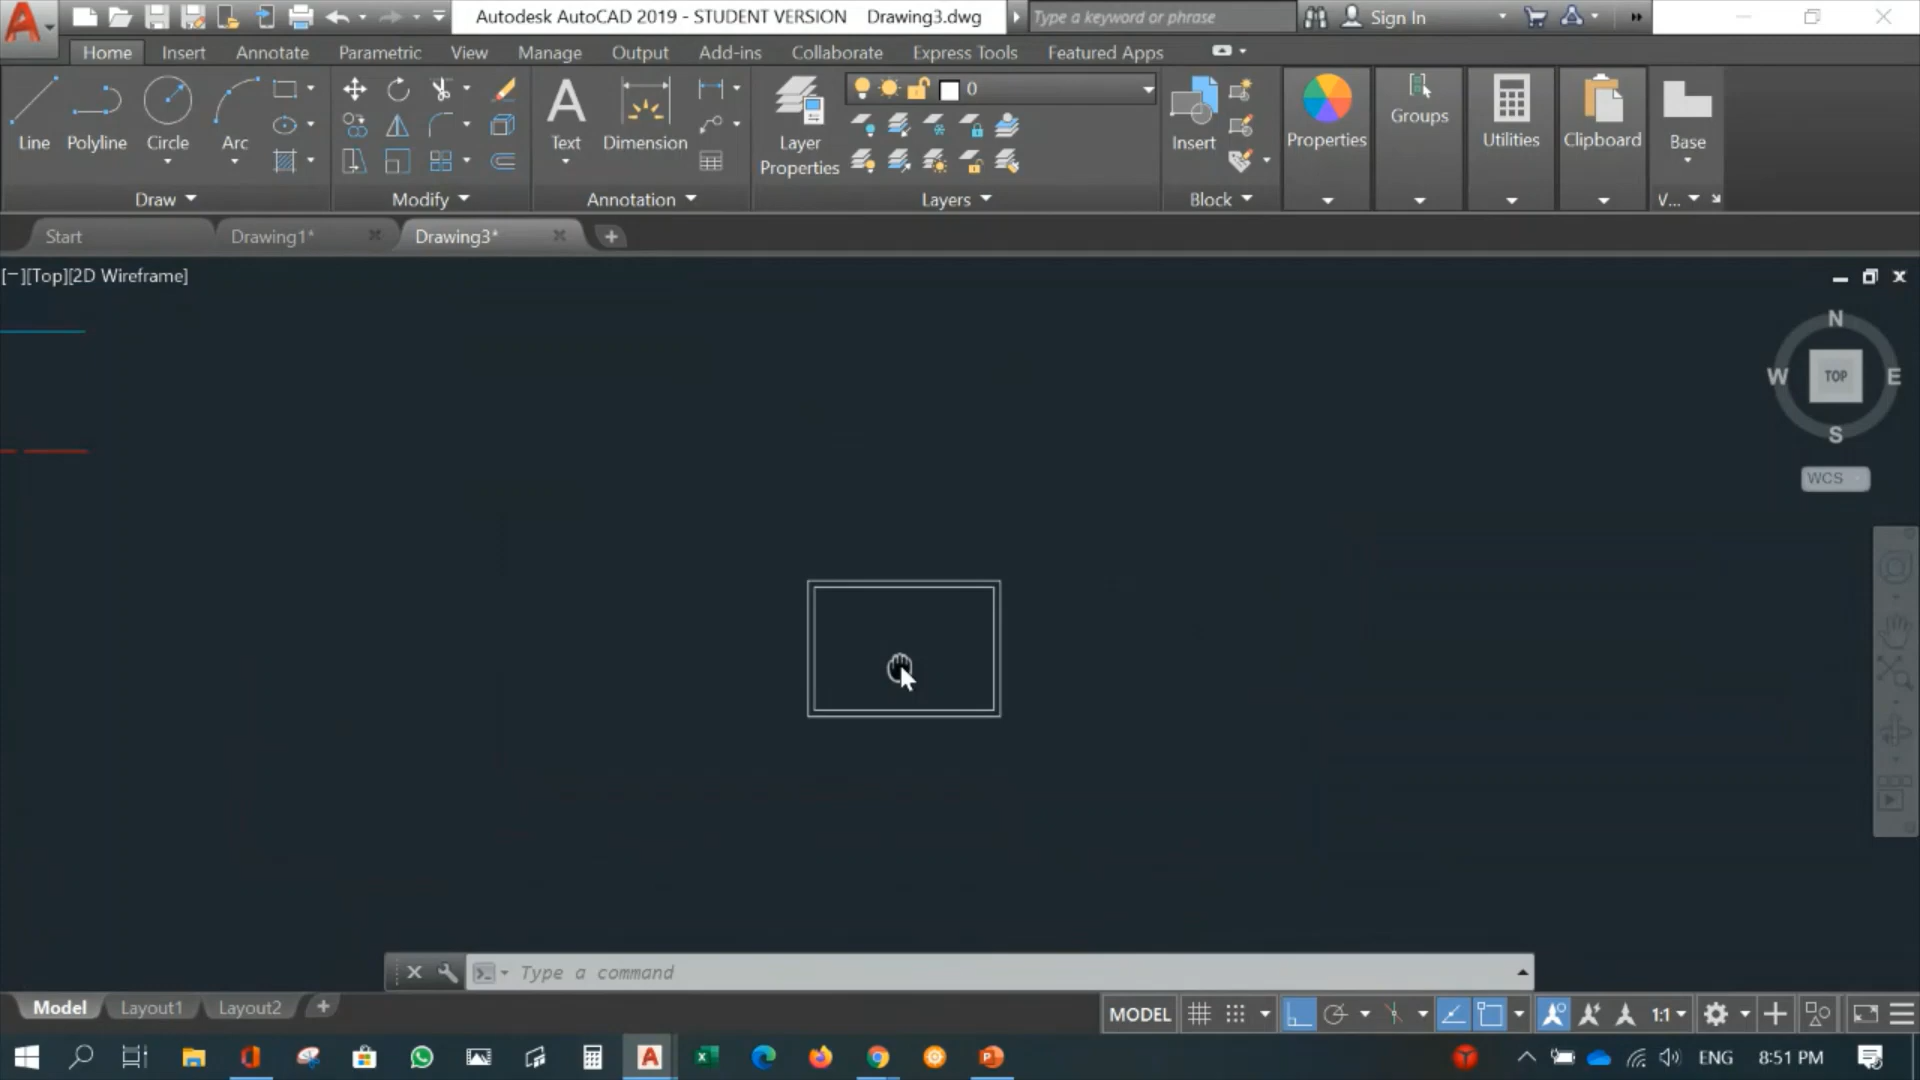 Autodesk AutoCAD 2019 - STUDENT VERSION Drawing3.dwg
Type a keyword or phrase
Sign In
Home Insert Annotate Parametric View Manage Output Add-ins Collaborate Express Tools Featured Apps
Line Polyline Circle Arc
Text Dimension
Layer Properties
0
Insert
Properties
Groups
Utilities
Clipboard
Base
Draw Modify Annotation Layers Block V...
Start Drawing1* Drawing3*
[−][Top][2D Wireframe]
N
W TOP E
S
WCS
Type a command
Model Layout1 Layout2
MODEL 1:1
ENG 8:51 PM